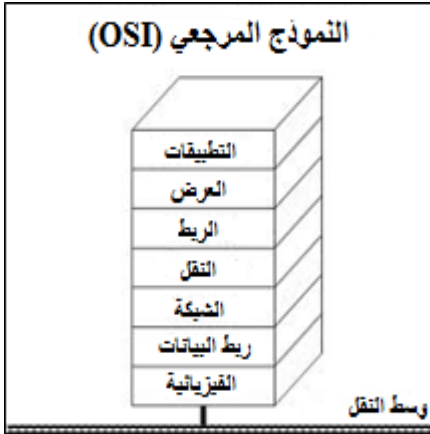 النموذج المرجعي (OSI)
التطبيقات
العرض
الربط
النقل
الشبكة
ربط البيانات
الفيزيائية
وسط النقل